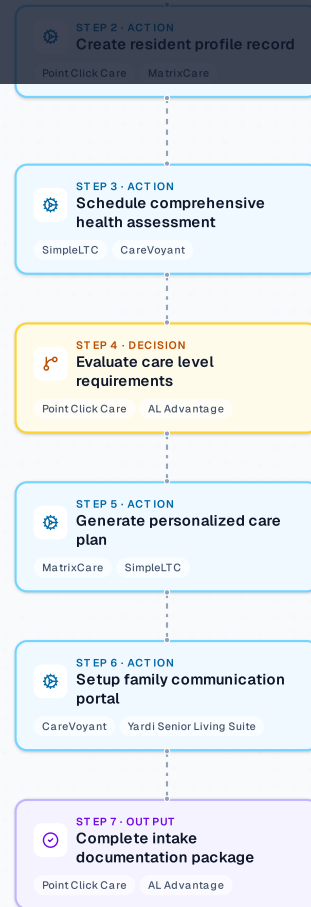 STEP 2 · ACTION
Create resident profile record
Point Click Care MatrixCare
STEP 3 · ACTION
Schedule comprehensive
health assessment
SimpleLTC CareVoyant
STEP 4 · DECISION
Evaluate care level
requirements
Point Click Care AL Advantage
STEP 5 · ACTION
Generate personalized care
plan
MatrixCare SimpleLTC
STEP 6 · ACTION
Setup family communication
portal
CareVoyant Yardi Senior Living Suite
STEP 7 · OUTPUT
Complete intake
documentation package
Point Click Care AL Advantage